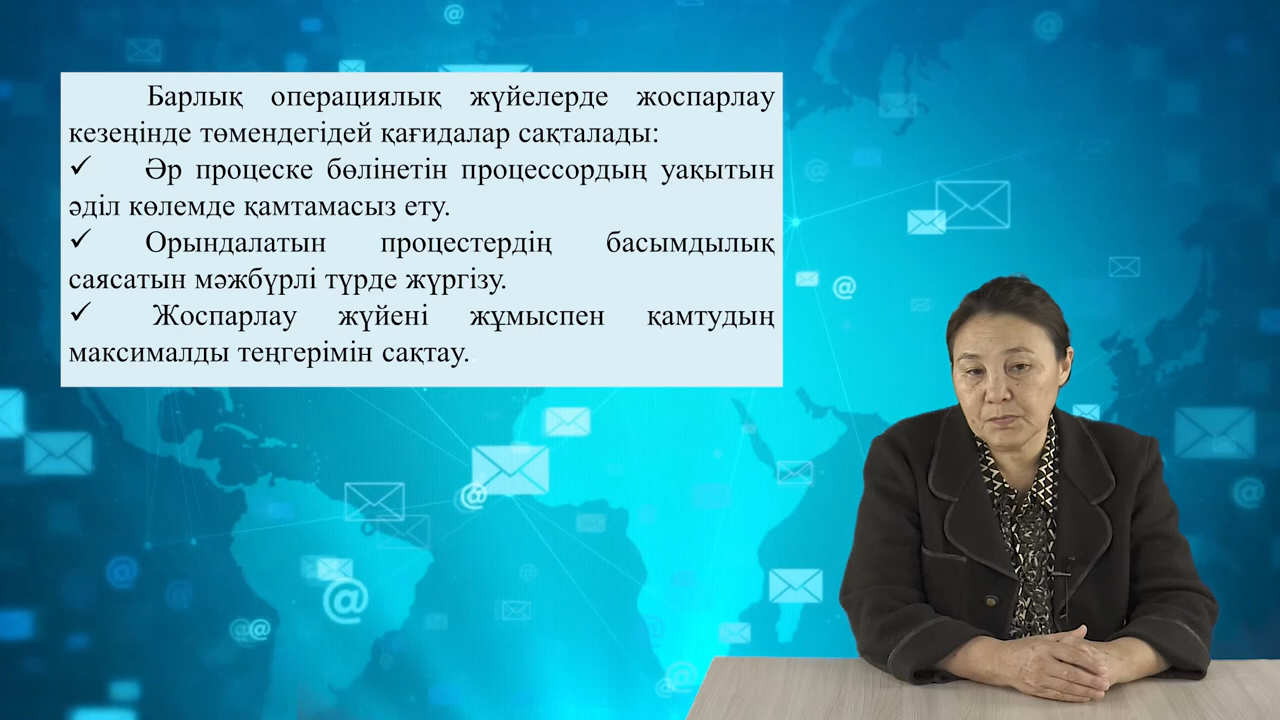 Барлық операциялық жүйелерде жоспарлау
кезеңінде төмендегідей қағидалар сақталады:
✓ Әр процеске бөлінетін процессордың уақытын
әділ көлемде қамтамасыз ету.
✓ Орындалатын процестердің басымдылық
саясатын мәжбүрлі түрде жүргізу.
✓ Жоспарлау жүйені жұмыспен қамтудың
максималды теңгерімін сақтау.